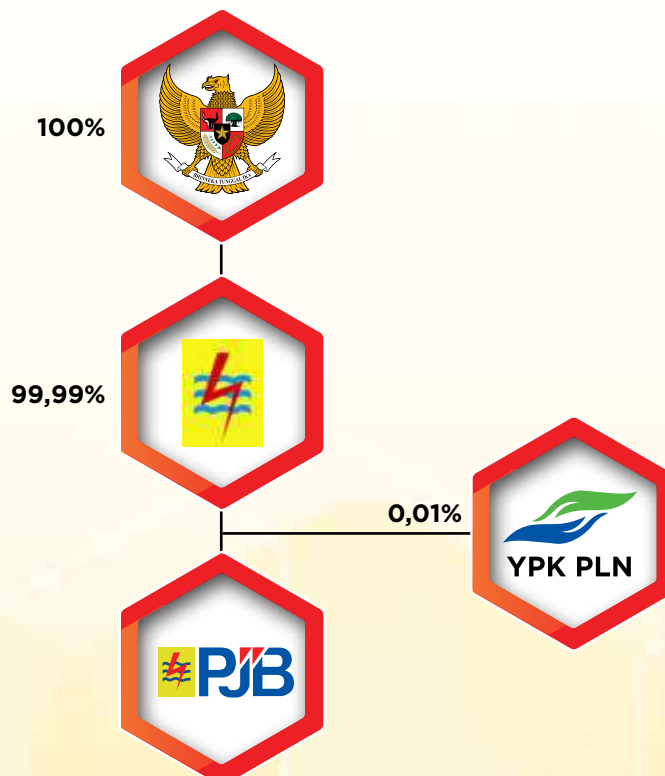 100%
BHINNEKA TUNGGAL IKA
99,99%
0,01%
YPK PLN
PJB